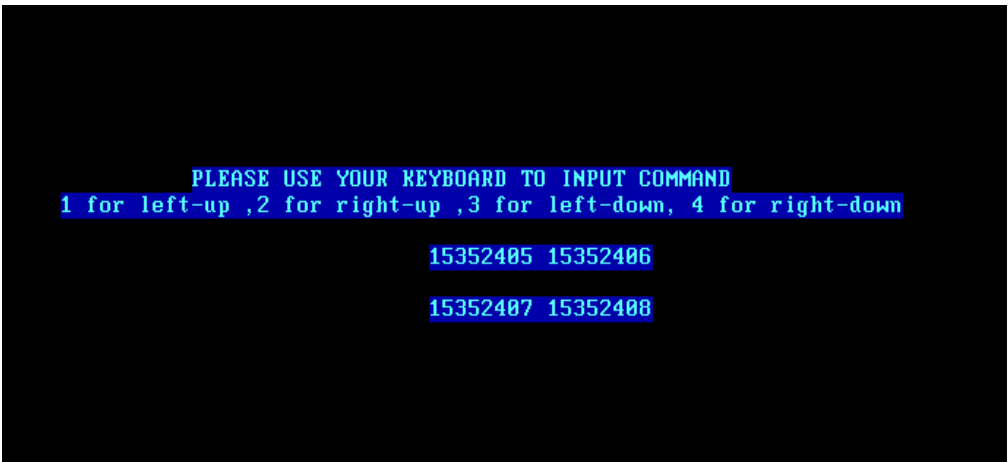 PLEASE USE YOUR KEYBOARD TO INPUT COMMAND
1 for left-up ,2 for right-up ,3 for left-down, 4 for right-down
15352405 15352406
15352407 15352408